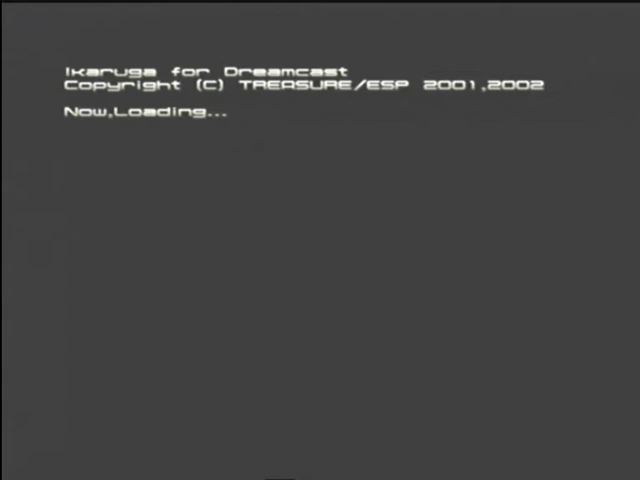 Ikaruga for Dreamcast
Copyright (C) TREASURE/ESP 2001,2002
Now,Loading...